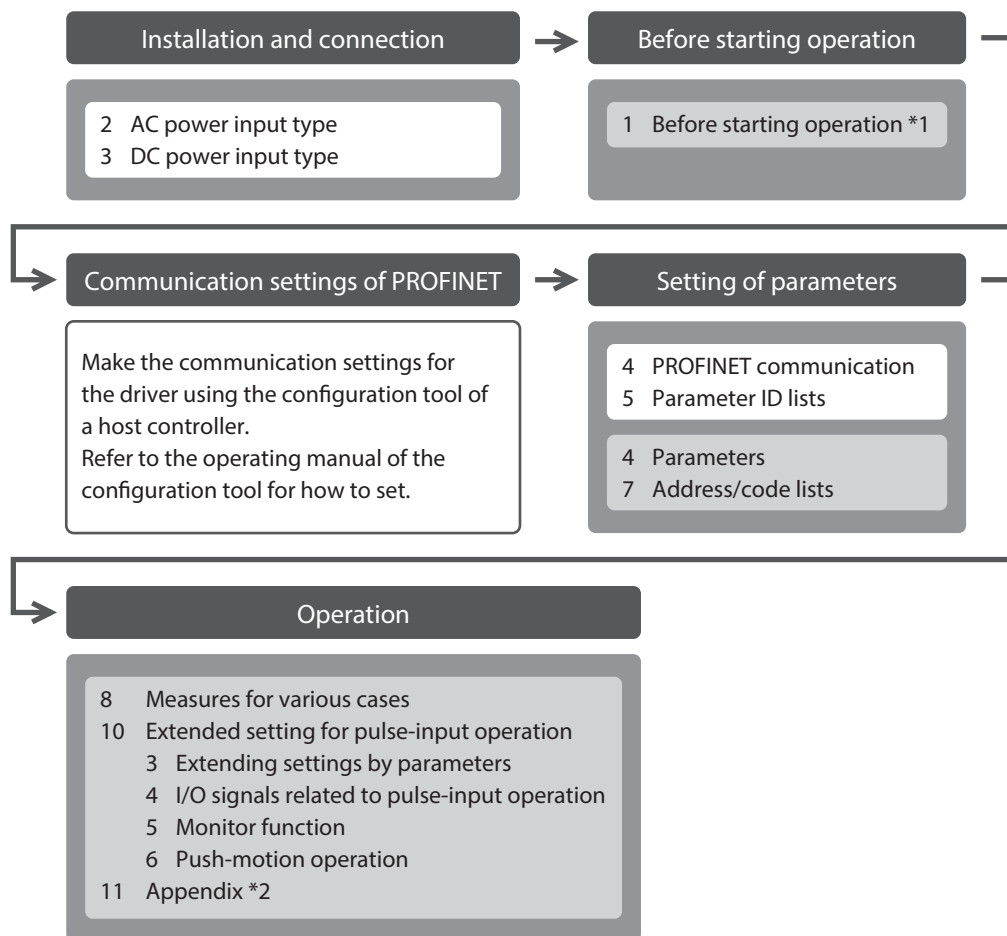 Installation and connection
Before starting operation
2 AC power input type
3 DC power input type
1 Before starting operation *1
Communication settings of PROFINET
Setting of parameters
Make the communication settings for
the driver using the configuration tool of
a host controller.
Refer to the operating manual of the
configuration tool for how to set.
4 PROFINET communication
5 Parameter ID lists
4 Parameters
7 Address/code lists
Operation
8 Measures for various cases
10 Extended setting for pulse-input operation
3 Extending settings by parameters
4 I/O signals related to pulse-input operation
5 Monitor function
6 Push-motion operation
11 Appendix *2